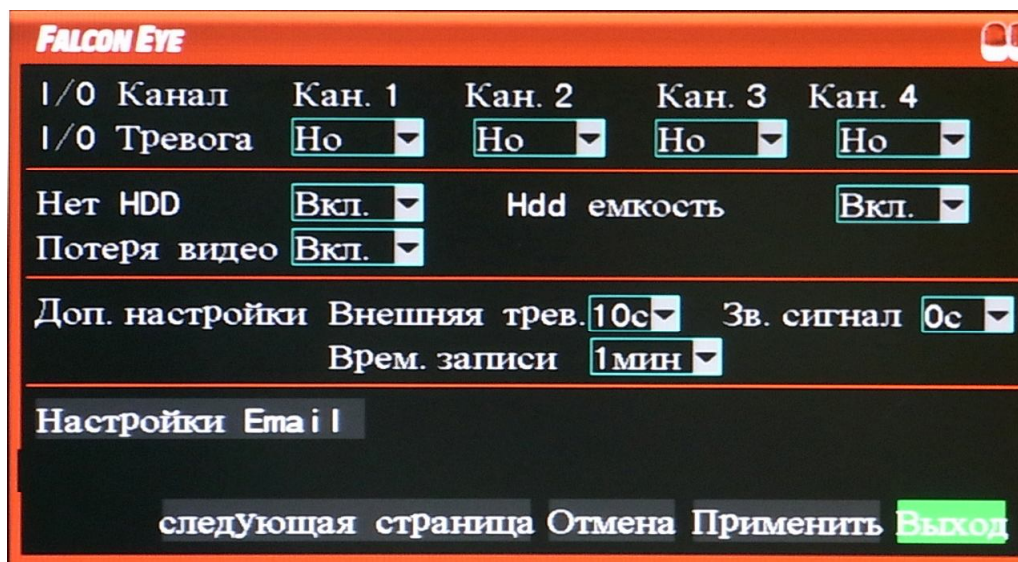 FALCON EYE
I/O Канал Кан. 1 Кан. 2 Кан. 3 Кан. 4
I/O Тревога Но Но Но Но
Нет HDD Вкл. Hdd емкость Вкл.
Потеря видео Вкл.
Доп. настройки Внешняя трев. 10с Зв. сигнал 0с
Врем. записи 1мин
Настройки Email
следующая страница Отмена Применить Выход